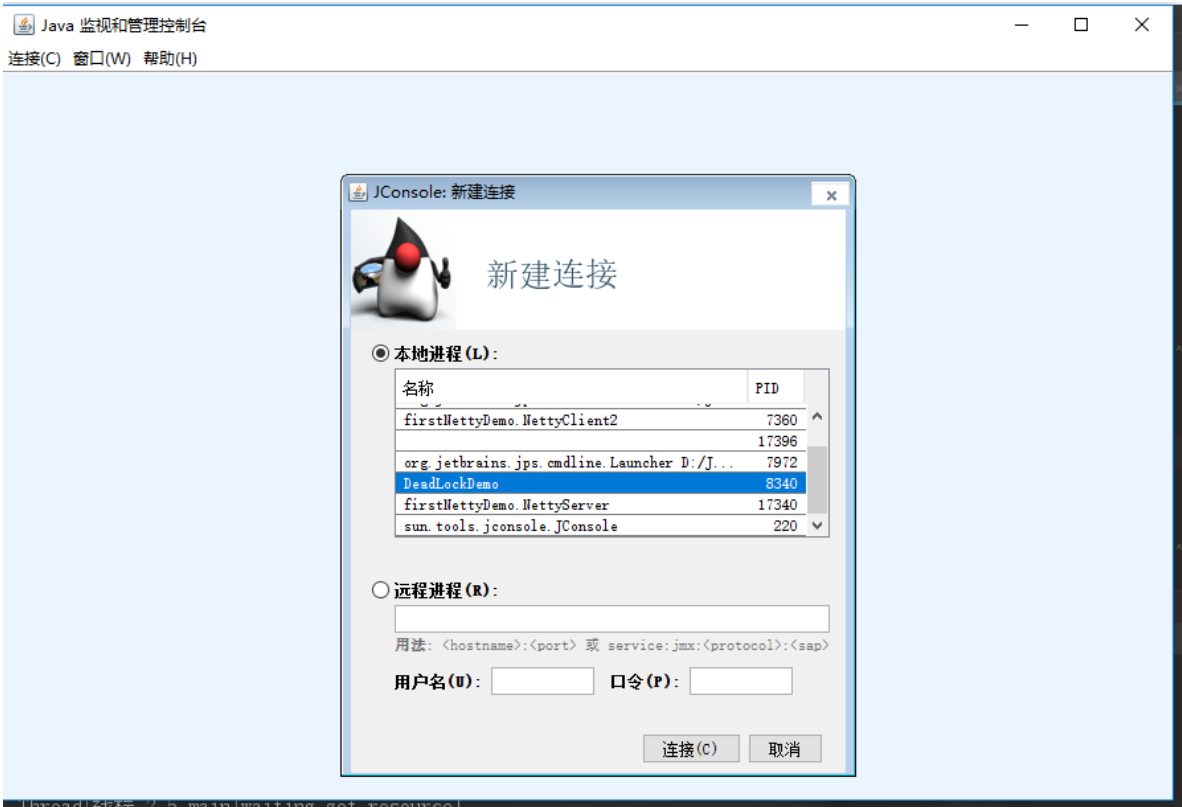 Java 监视和管理控制台
连接(C) 窗口(W) 帮助(H)
JConsole: 新建连接
新建连接
本地进程(L):
名称 PID
firstNettyDemo.NettyClient2 7360
17396
org.jetbrains.jps.cmdline.Launcher D:/J... 7972
DeadLockDemo 8340
firstNettyDemo.NettyServer 17340
sun.tools.jconsole.JConsole 220
远程进程(R):
用法: <hostname>:<port> 或 service:jmx:<protocol>:<sap>
用户名(U): 口令(P):
连接(C) 取消